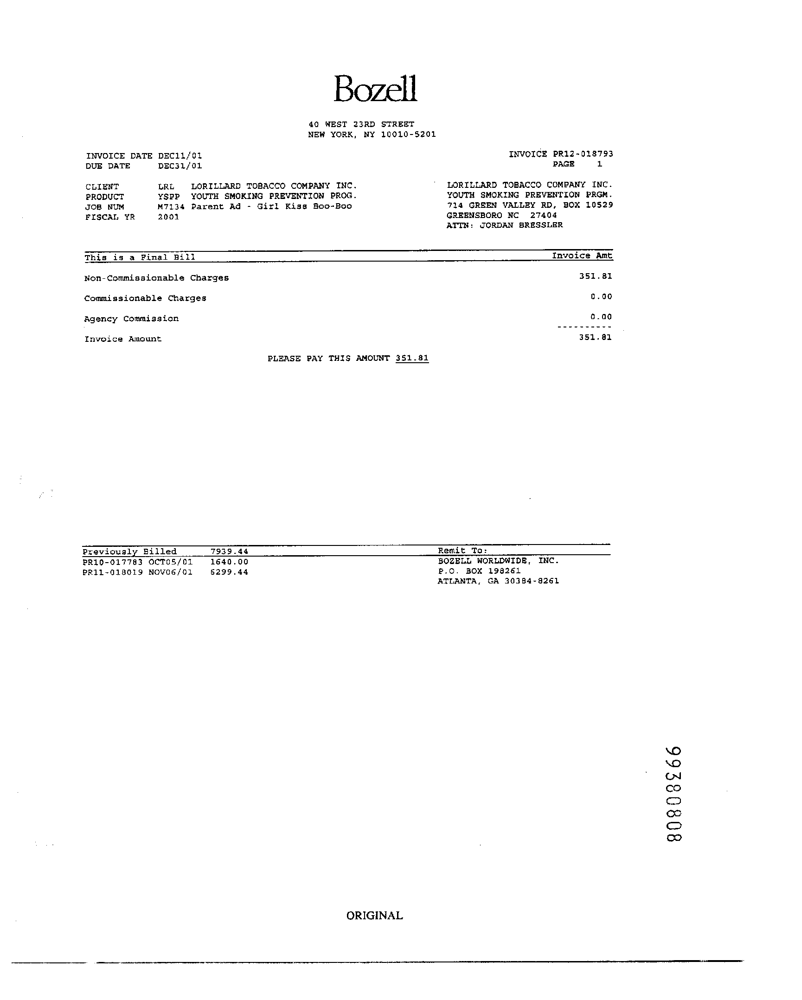 Bozell
40 WEST 23RD STREET
NEW YORK, NY 10010-5201
INVOICE DATE DEC11/01
DUE DATE DEC31/01
INVOICE PR12-018793
PAGE 1
CLIENT LRL LORILLARD TOBACCO COMPANY INC.
PRODUCT YSPP YOUTH SMOKING PREVENTION PROG.
JOB NUM M7134 Parent Ad - Girl Kiss Boo-Boo
FISCAL YR 2001
LORILLARD TOBACCO COMPANY INC.
YOUTH SMOKING PREVENTION PRGM.
714 GREEN VALLEY RD, BOX 10529
GREENSBORO NC 27404
ATTN: JORDAN BRESSLER
This is a Final Bill Invoice Amt
Non-Commissionable Charges 351.81
Commissionable Charges 0.00
Agency Commission 0.00
----------
Invoice Amount 351.81
PLEASE PAY THIS AMOUNT 351.81
Previously Billed 7939.44
PR10-017783 OCT05/01 1640.00
PR11-018019 NOV06/01 6299.44
Remit To:
BOZELL WORLDWIDE, INC.
P.O. BOX 198261
ATLANTA, GA 30384-8261
99380808
ORIGINAL